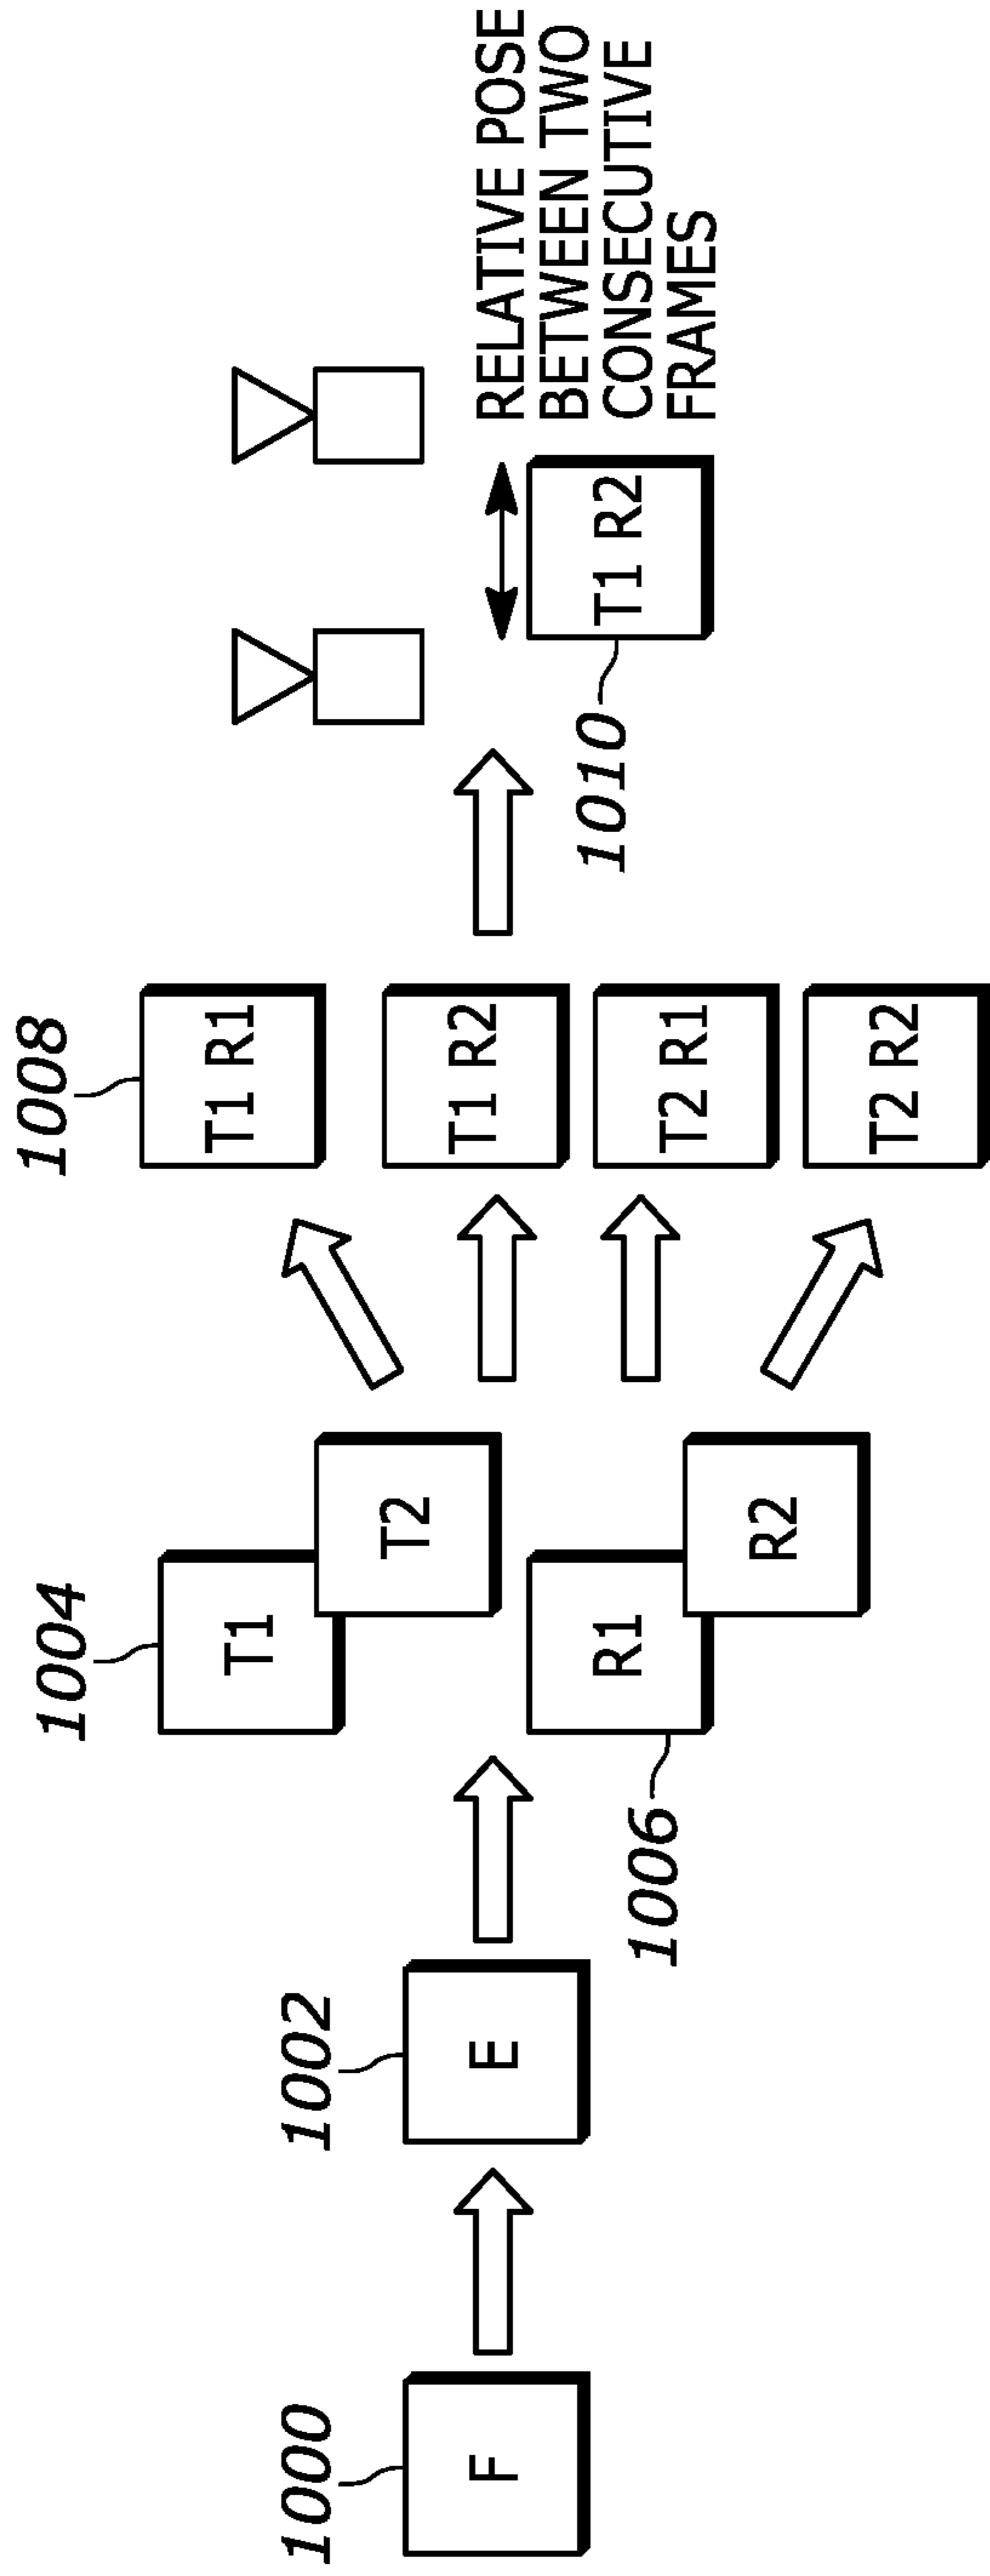 1000
F
1002
E
1004
T1
T2
1006
R1
R2
1008
T1 R1
T1 R2
T2 R1
T2 R2
1010
T1 R2
RELATIVE POSE
BETWEEN TWO
CONSECUTIVE
FRAMES